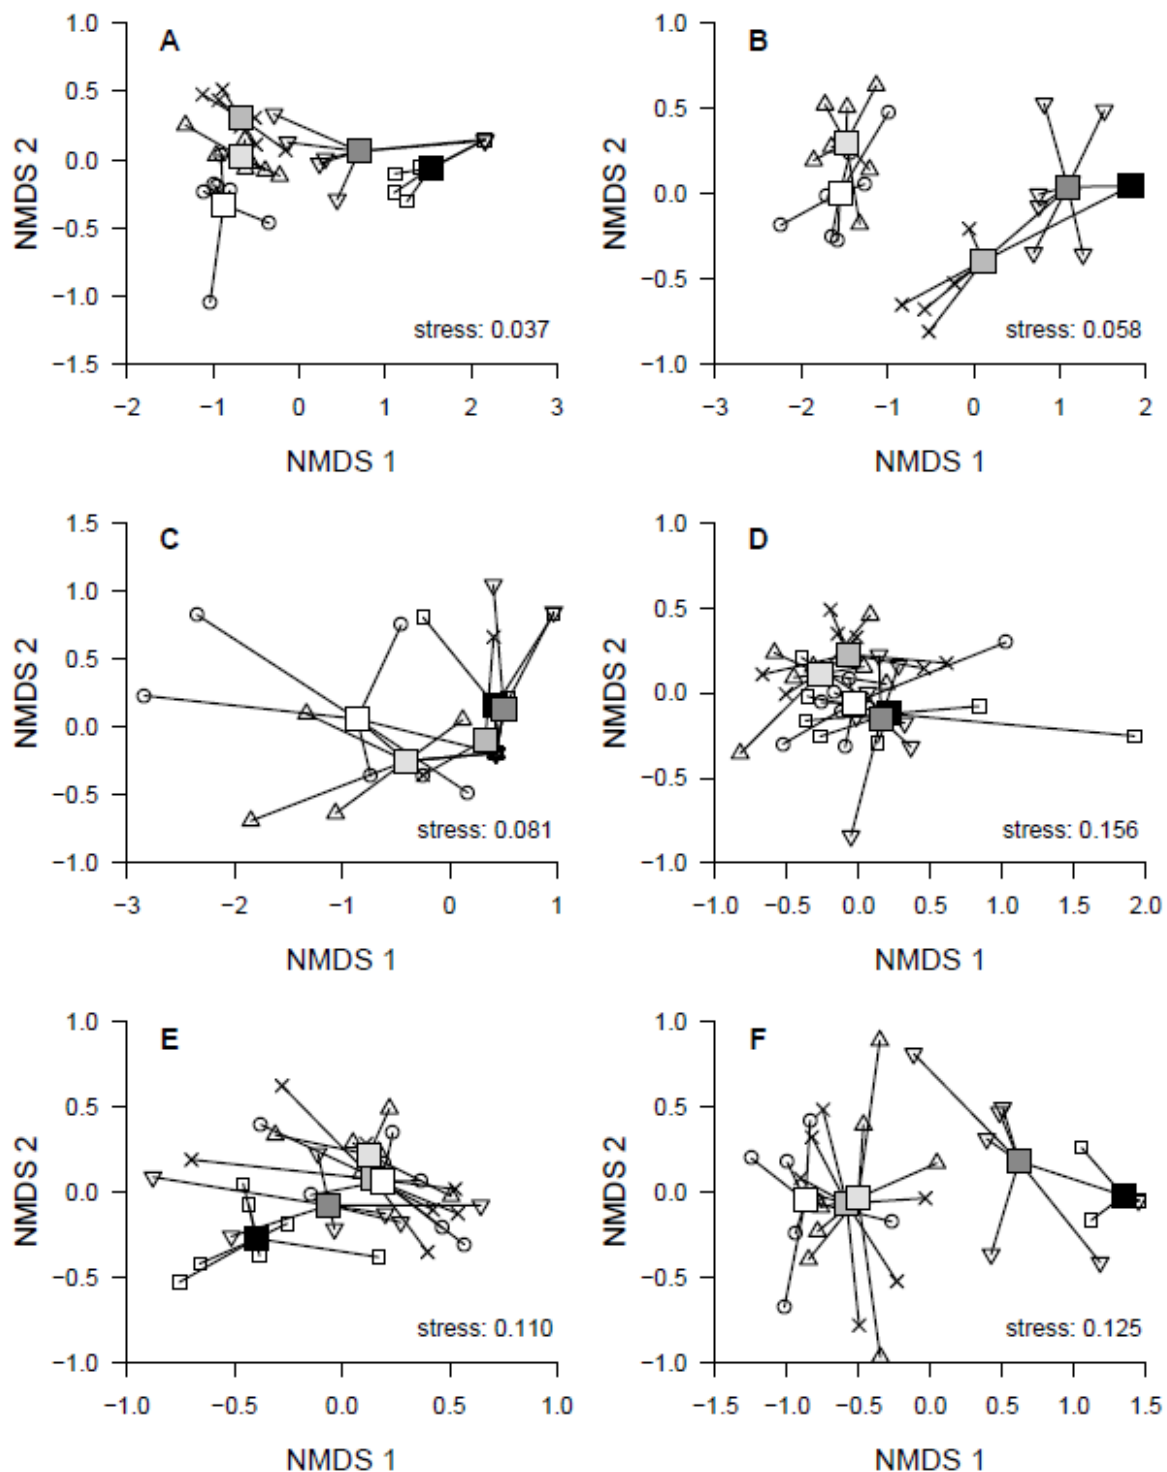 A
1.0
0.5
0.0
−0.5
−1.0
−1.5
NMDS 2
stress: 0.037
−2 −1 0 1 2 3
NMDS 1
B
1.0
0.5
0.0
−0.5
−1.0
NMDS 2
stress: 0.058
−3 −2 −1 0 1 2
NMDS 1
C
1.5
1.0
0.5
0.0
−0.5
−1.0
NMDS 2
stress: 0.081
−3 −2 −1 0 1
NMDS 1
D
1.0
0.5
0.0
−0.5
−1.0
NMDS 2
stress: 0.156
−1.0 −0.5 0.0 0.5 1.0 1.5 2.0
NMDS 1
E
1.0
0.5
0.0
−0.5
−1.0
NMDS 2
stress: 0.110
−1.0 −0.5 0.0 0.5 1.0
NMDS 1
F
1.0
0.5
0.0
−0.5
−1.0
NMDS 2
stress: 0.125
−1.5 −0.5 0.0 0.5 1.0 1.5
NMDS 1